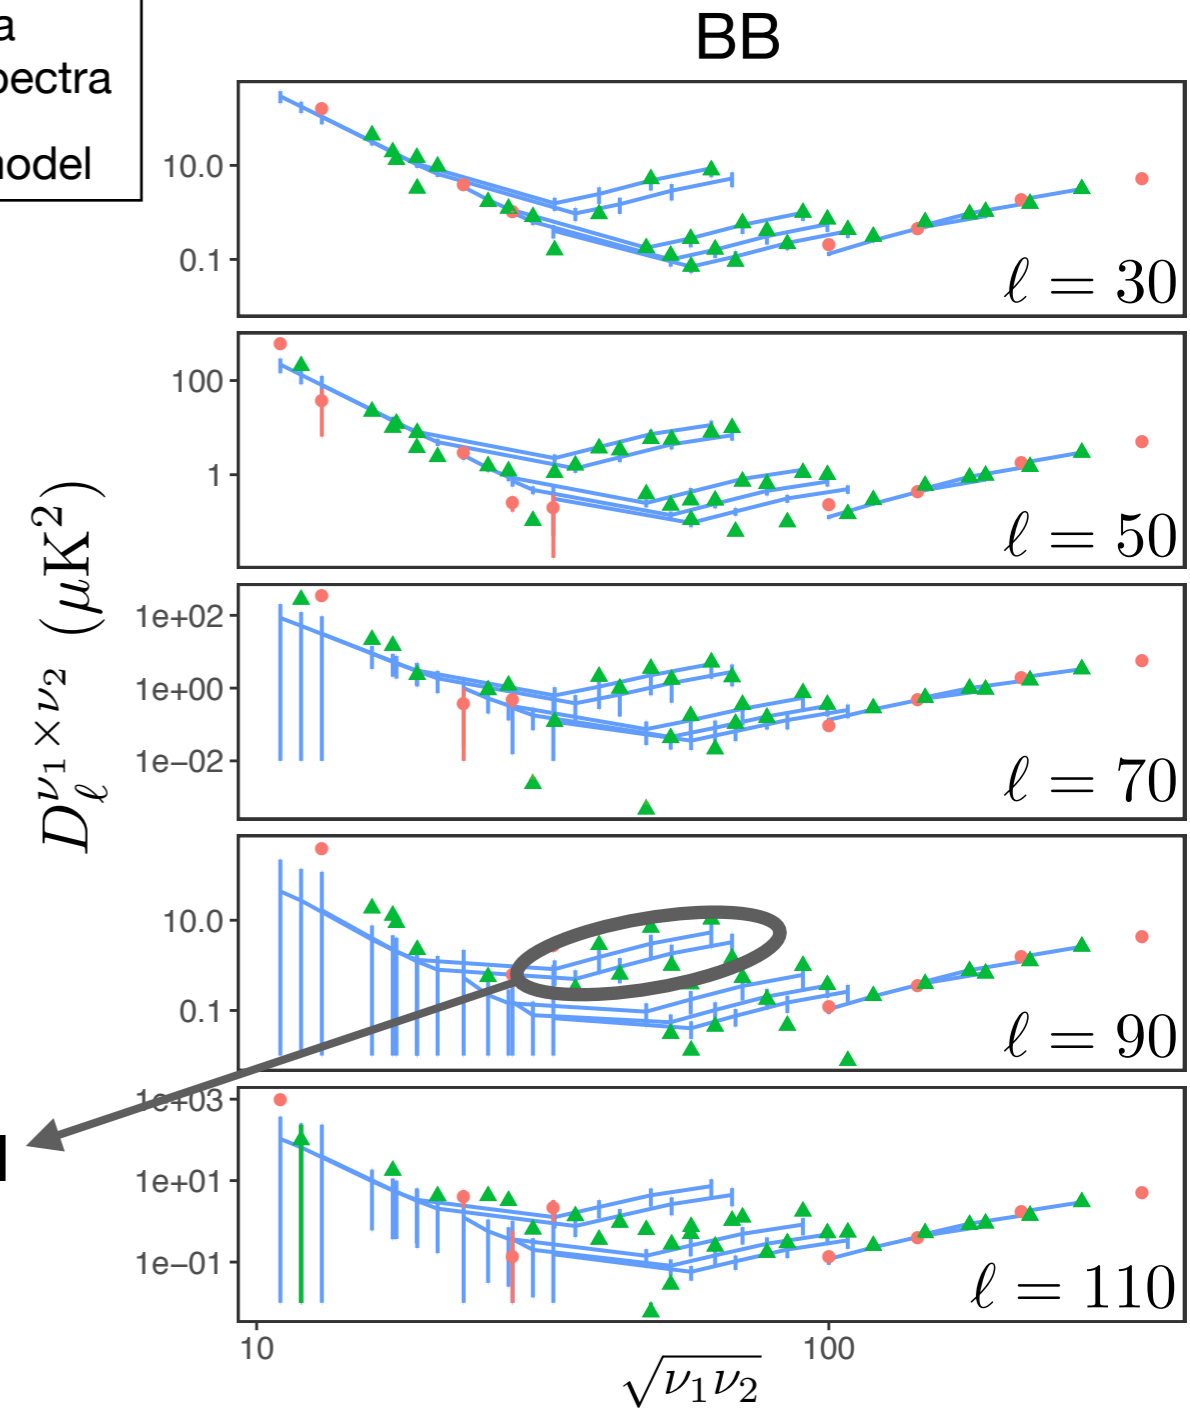 a
pectra
model
BB
10.0
0.1
ℓ = 30
100
1
ℓ = 50
1e+02
1e+00
1e−02
ℓ = 70
10.0
0.1
ℓ = 90
1e+03
1e+01
1e−01
ℓ = 110
10
100
√ν₁ν₂
D_ℓ^{ν₁×ν₂} (μK²)